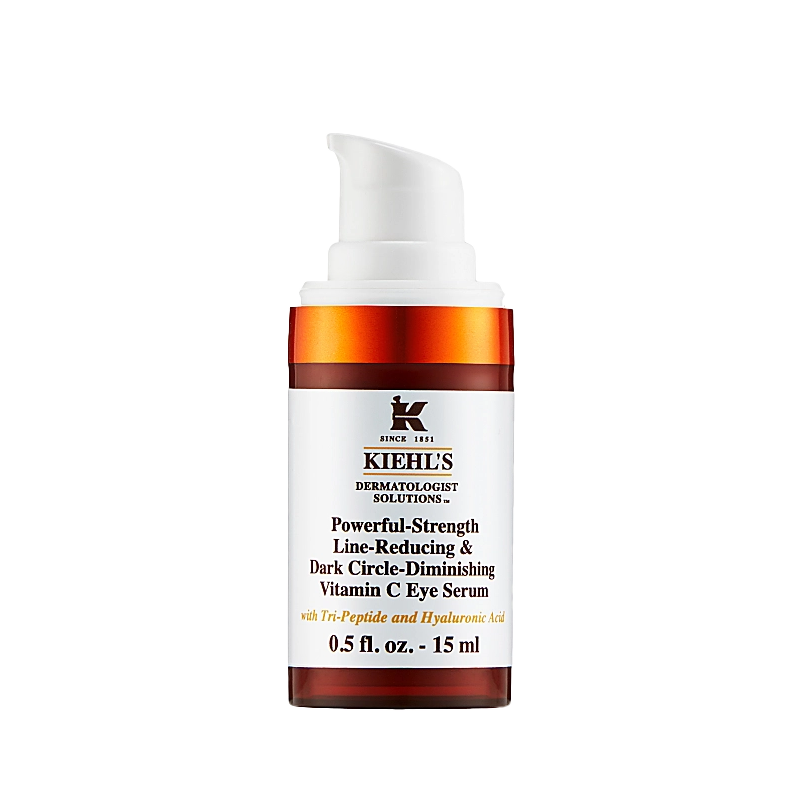 K
SINCE 1851
KIEHL'S
DERMATOLOGIST
SOLUTIONS™
Powerful-Strength
Line-Reducing &
Dark Circle-Diminishing
Vitamin C Eye Serum
with Tri-Peptide and Hyaluronic Acid
0.5 fl. oz. - 15 ml